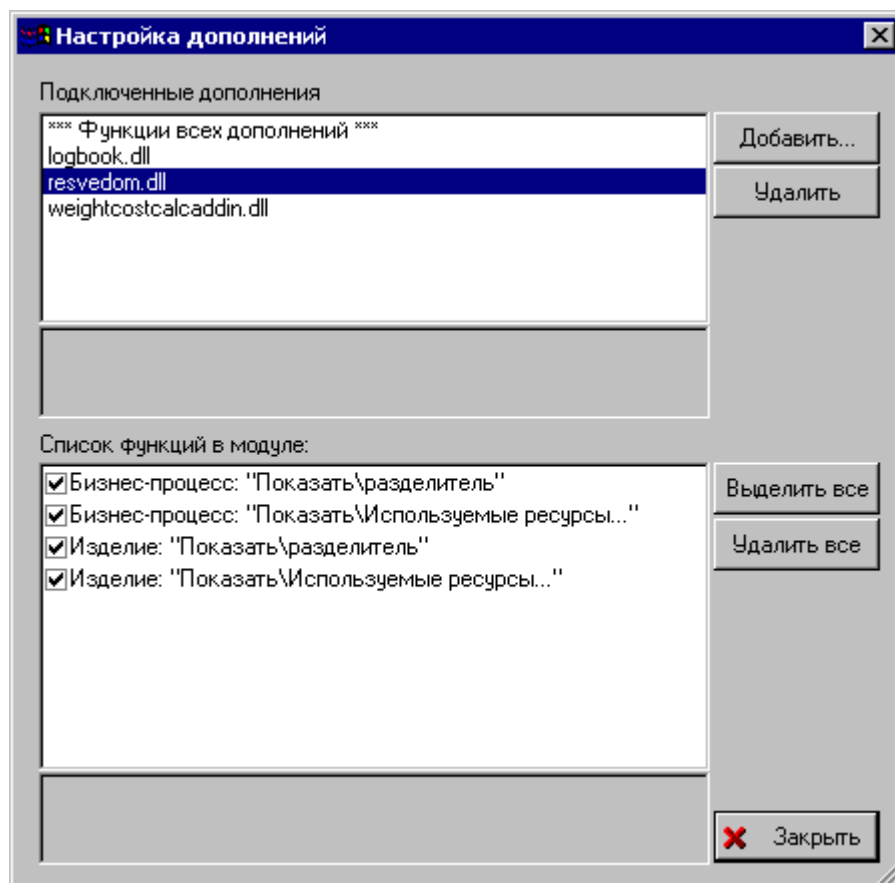 Настройка дополнений
Подключенные дополнения
*** Функции всех дополнений ***
logbook.dll
resvedom.dll
weightcostcalcaddin.dll
Добавить...
Удалить
Список функций в модуле:
Бизнес-процесс: "Показать\разделитель"
Бизнес-процесс: "Показать\Используемые ресурсы..."
Изделие: "Показать\разделитель"
Изделие: "Показать\Используемые ресурсы..."
Выделить все
Удалить все
Закрыть